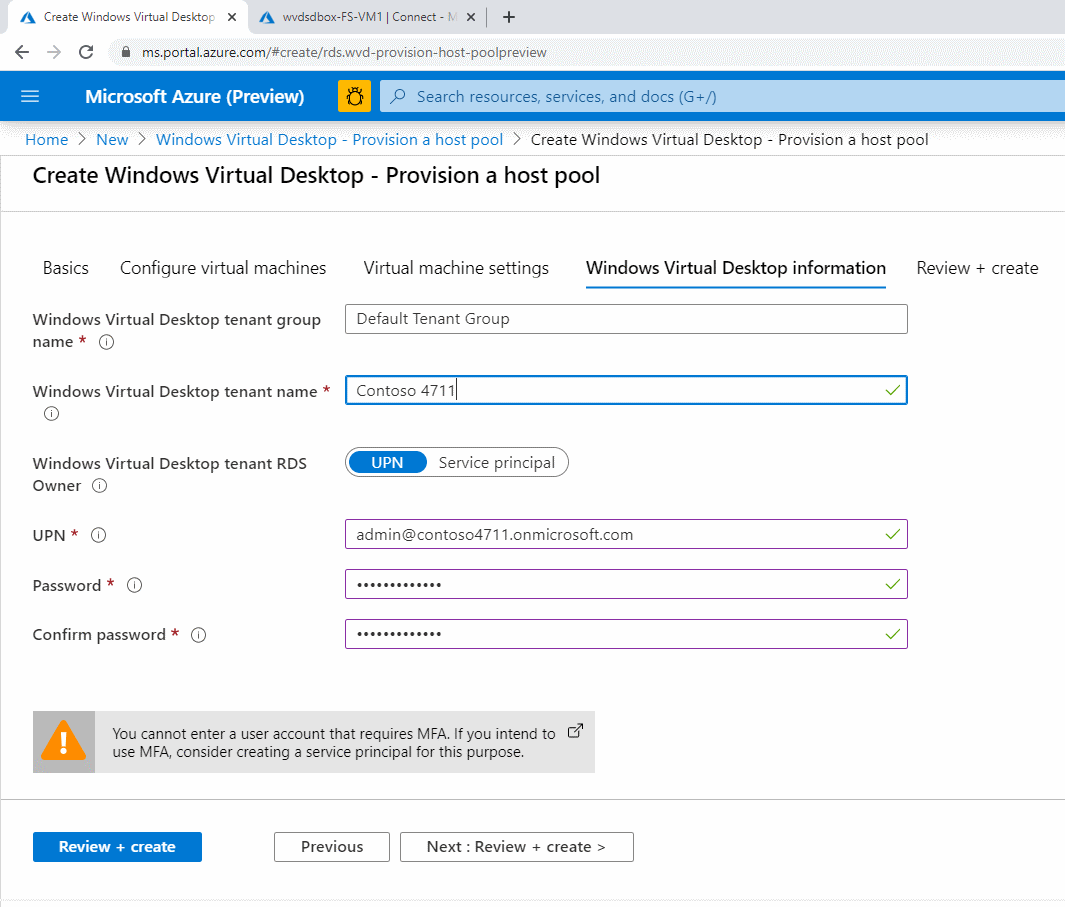 Create Windows Virtual Desktop
wvdsdbox-FS-VM1 | Connect - M
ms.portal.azure.com/#create/rds.wvd-provision-host-poolpreview
Microsoft Azure (Preview)
Search resources, services, and docs (G+/)
Home > New > Windows Virtual Desktop - Provision a host pool > Create Windows Virtual Desktop - Provision a host pool
Create Windows Virtual Desktop - Provision a host pool
Basics Configure virtual machines Virtual machine settings Windows Virtual Desktop information Review + create
Windows Virtual Desktop tenant group
name *
Default Tenant Group
Windows Virtual Desktop tenant name *
Contoso 4711
Windows Virtual Desktop tenant RDS
Owner
UPN Service principal
UPN *
admin@contoso4711.onmicrosoft.com
Password *
•••••••••••••
Confirm password *
•••••••••••••
You cannot enter a user account that requires MFA. If you intend to
use MFA, consider creating a service principal for this purpose.
Review + create
Previous
Next : Review + create >